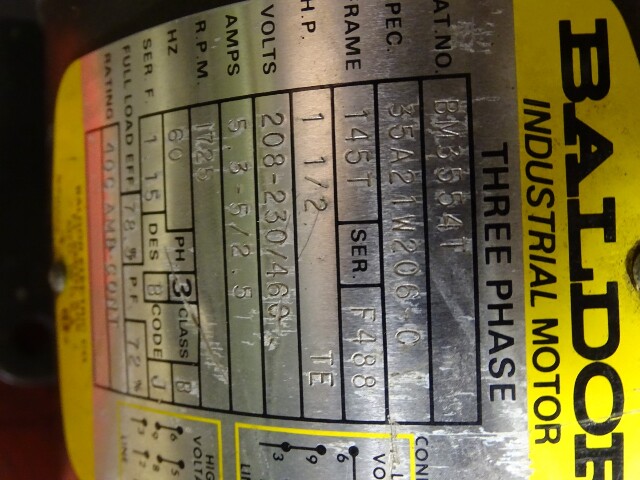 BALDOR
INDUSTRIAL MOTOR
THREE PHASE
CAT.NO. BM3554T
SPEC. 35A21W206-C
FRAME 145T SER. F488
H.P. 1 1/2 TE
VOLTS 208-230/460
AMPS 5.3-5/2.5
R.P.M. 1725
HZ 60 PH 3 CLASS B
SER F. 1.15 DES B CODE J
FULL LOAD EFF 78 % P F 72 %
RATING 40C AMB-CONT